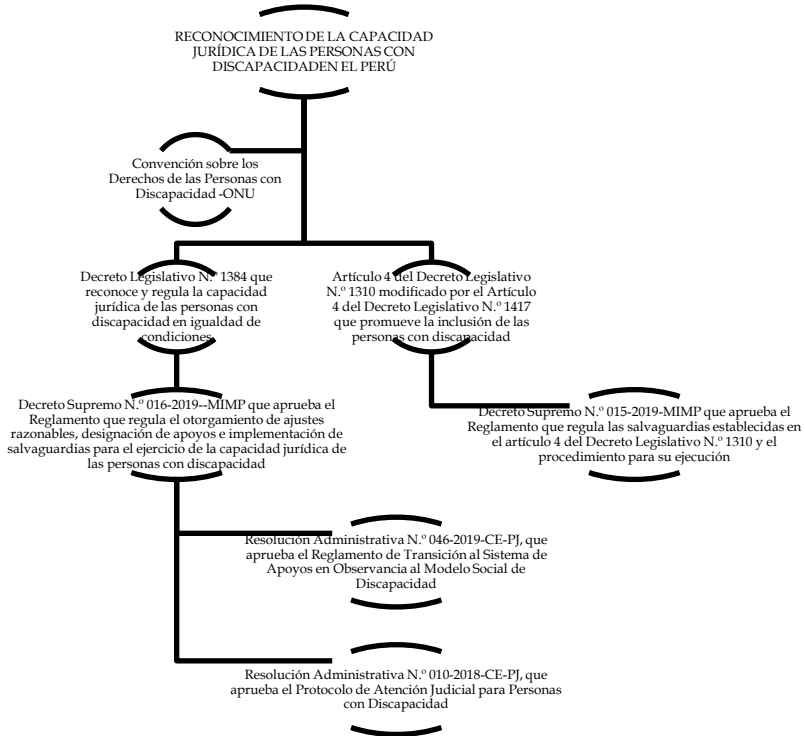 RECONOCIMIENTO DE LA CAPACIDAD
JURÍDICA DE LAS PERSONAS CON
DISCAPACIDADEN EL PERÚ
Convención sobre los
Derechos de las Personas con
Discapacidad -ONU
Decreto Legislativo N.º 1384 que
reconoce y regula la capacidad
jurídica de las personas con
discapacidad en igualdad de
condiciones
Artículo 4 del Decreto Legislativo
N.º 1310 modificado por el Artículo
4 del Decreto Legislativo N.º 1417
que promueve la inclusión de las
personas con discapacidad
Decreto Supremo N.º 016-2019--MIMP que aprueba el
Reglamento que regula el otorgamiento de ajustes
razonables, designación de apoyos e implementación de
salvaguardias para el ejercicio de la capacidad jurídica de
las personas con discapacidad
Decreto Supremo N.º 015-2019-MIMP que aprueba el
Reglamento que regula las salvaguardias establecidas en
el artículo 4 del Decreto Legislativo N.º 1310 y el
procedimiento para su ejecución
Resolución Administrativa N.º 046-2019-CE-PJ, que
aprueba el Reglamento de Transición al Sistema de
Apoyos en Observancia al Modelo Social de
Discapacidad
Resolución Administrativa N.º 010-2018-CE-PJ, que
aprueba el Protocolo de Atención Judicial para Personas
con Discapacidad